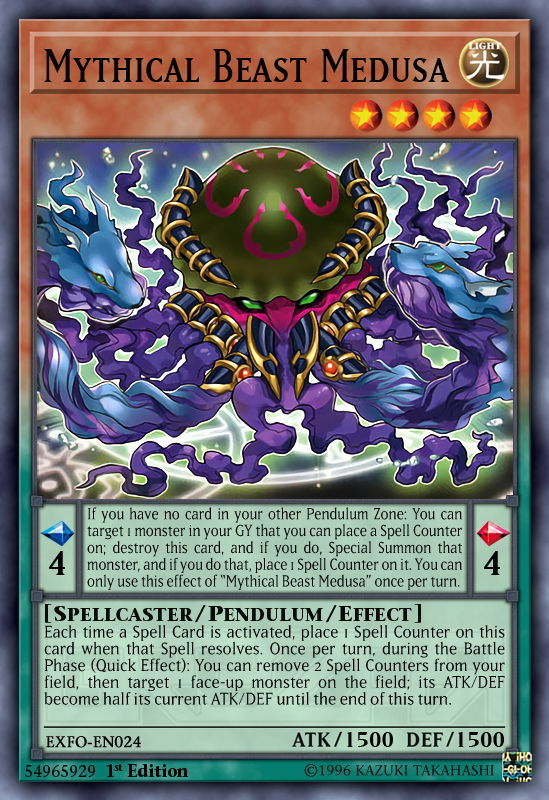 MYTHICAL BEAST MEDUSA
LIGHT
光
If you have no card in your other Pendulum Zone: You can
target 1 monster in your GY that you can place a Spell Counter
on; destroy this card, and if you do, Special Summon that
monster, and if you do that, place 1 Spell Counter on it. You can
only use this effect of "Mythical Beast Medusa" once per turn.
4
4
[SPELLCASTER/PENDULUM/EFFECT]
Each time a Spell Card is activated, place 1 Spell Counter on this
card when that Spell resolves. Once per turn, during the Battle
Phase (Quick Effect): You can remove 2 Spell Counters from your
field, then target 1 face-up monster on the field; its ATK/DEF
become half its current ATK/DEF until the end of this turn.
EXFO-EN024
ATK/1500 DEF/1500
54965929
1st Edition
©1996 KAZUKI TAKAHASHI